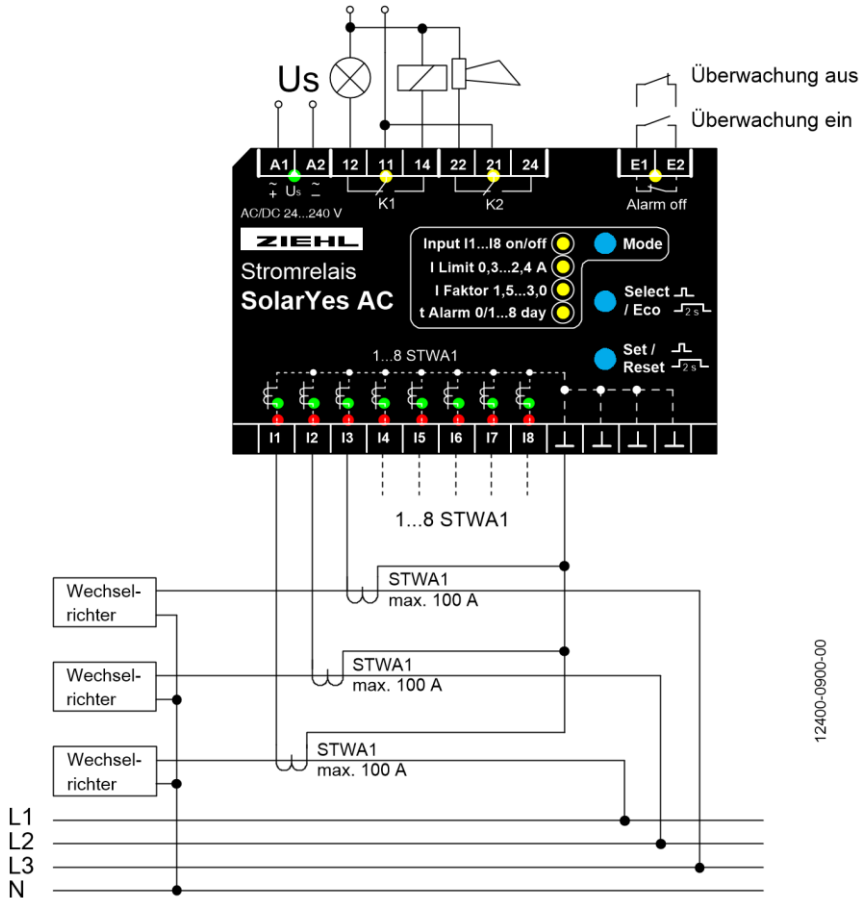 Us
Überwachung aus
Überwachung ein
A1 A2 12 11 14 22 21 24 E1 E2
~ + Us ~ –
K1
K2
Alarm off
AC/DC 24...240 V
ZIEHL
Stromrelais
SolarYes AC
Input I1...I8 on/off
I Limit 0,3...2,4 A
I Faktor 1,5...3,0
t Alarm 0/1...8 day
Mode
Select
/ Eco 2 s
Set /
Reset 2 s
1...8 STWA1
I1 I2 I3 I4 I5 I6 I7 I8
1...8 STWA1
Wechsel-
richter
STWA1
max. 100 A
Wechsel-
richter
STWA1
max. 100 A
Wechsel-
richter
STWA1
max. 100 A
L1
L2
L3
N
12400-0900-00